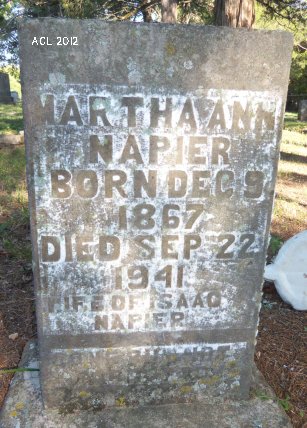 ACL 2012
MARTHA ANN
NAPIER
BORN DEC 9
1867
DIED SEP 22
1941
WIFE OF ISAAC
NAPIER